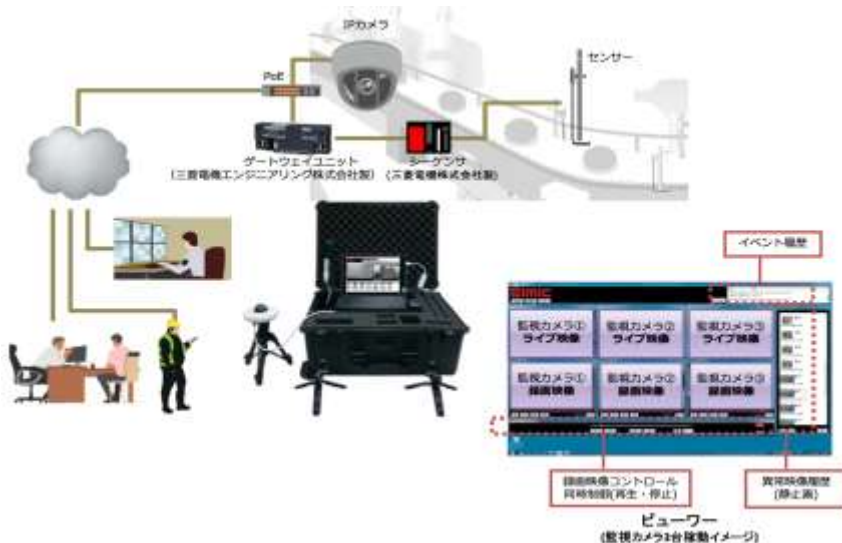 IPカメラ
センサー
PoE
ゲートウェイユニット
(三菱電機エンジニアリング株式会社製)
シーケンサ
(三菱電機株式会社製)
イベント履歴
監視カメラ①
ライブ映像
監視カメラ②
ライブ映像
監視カメラ③
ライブ映像
監視カメラ①
録画映像
監視カメラ②
録画映像
監視カメラ③
録画映像
録画映像コントロール
同時制御(再生・停止)
異常映像履歴
(静止画)
ビューワー
(監視カメラ3台稼動イメージ)